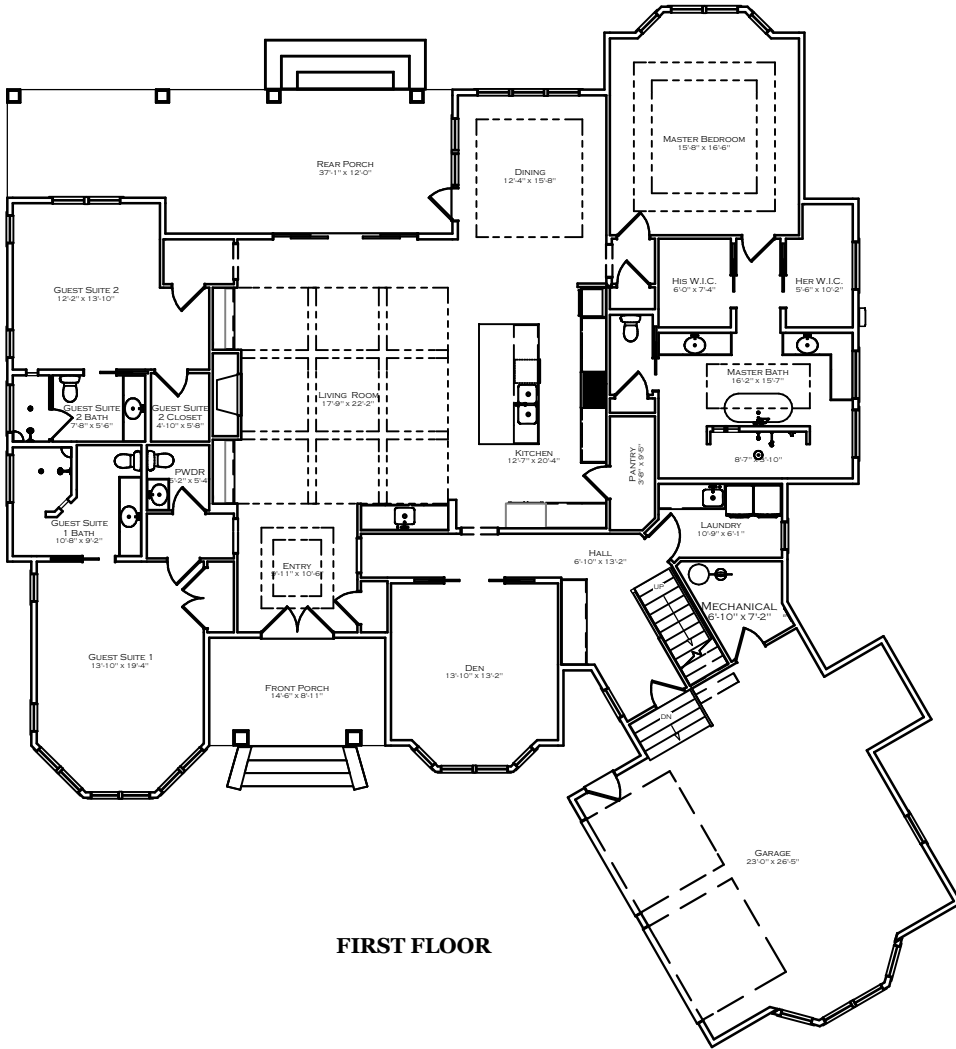 MASTER BEDROOM
15'-8" x 16'-6"
REAR PORCH
37'-1" x 12'-0"
DINING
12'-4" x 15'-8"
GUEST SUITE 2
12'-2" x 13'-10"
HIS W.I.C.
6'-0" x 7'-4"
HER W.I.C.
5'-6" x 10'-2"
LIVING ROOM
17'-9" x 22'-2"
MASTER BATH
16'-2" x 15'-7"
GUEST SUITE
2 BATH
7'-8" x 5'-6"
GUEST SUITE
2 CLOSET
4'-10" x 5'-8"
KITCHEN
12'-7" x 20'-4"
PANTRY
PWDR
GUEST SUITE
1 BATH
10'-8" x 9'-2"
LAUNDRY
10'-9" x 6'-1"
HALL
6'-10" x 13'-2"
ENTRY
UP
MECHANICAL
6'-10" x 7'-2"
GUEST SUITE 1
13'-10" x 19'-4"
DEN
13'-10" x 13'-2"
FRONT PORCH
14'-6" x 8'-11"
DN
GARAGE
23'-0" x 26'-5"
FIRST FLOOR